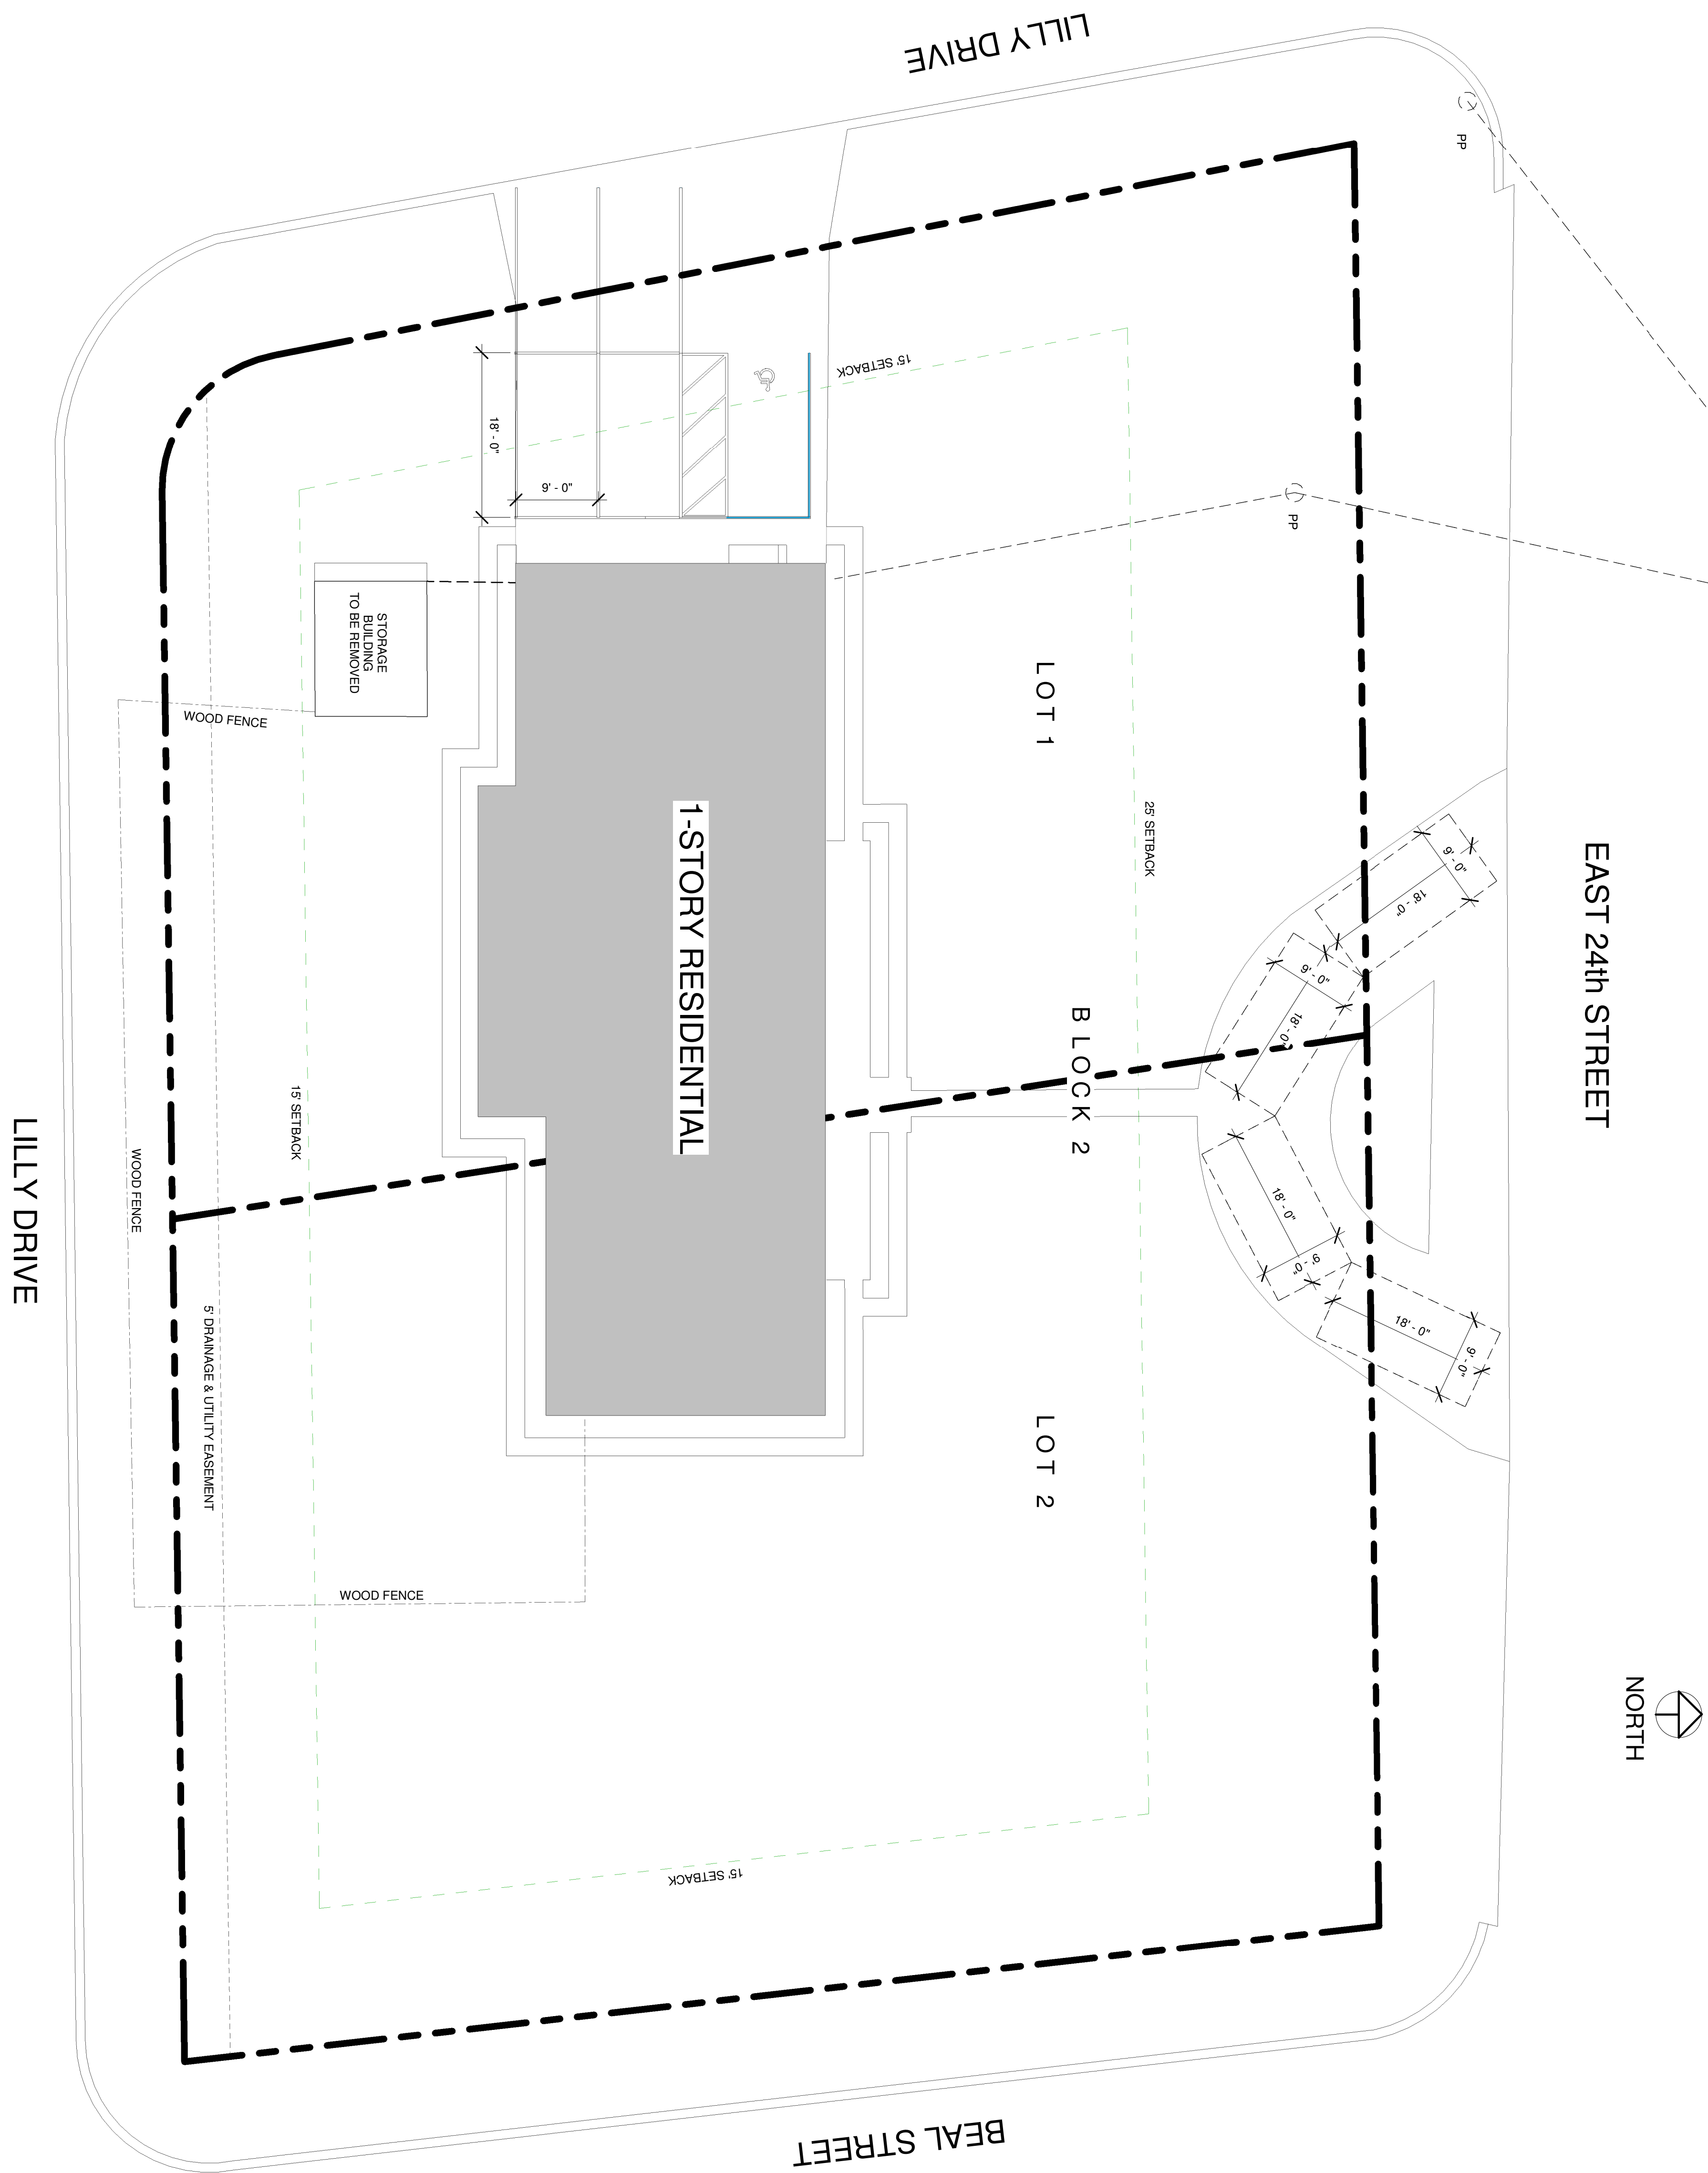 LILLY DRIVE
PP
15' SETBACK
18' - 0"
9' - 0"
PP
STORAGE
BUILDING
TO BE REMOVED
WOOD FENCE
LOT 1
1-STORY RESIDENTIAL
25' SETBACK
9' - 0"
18' - 0"
9' - 0"
18' - 0"
EAST 24th STREET
BLOCK 2
15' SETBACK
WOOD FENCE
LILLY DRIVE
18' - 0"
9' - 0"
18' - 0"
9' - 0"
5' DRAINAGE & UTILITY EASEMENT
LOT 2
WOOD FENCE
NORTH
15' SETBACK
BEAL STREET